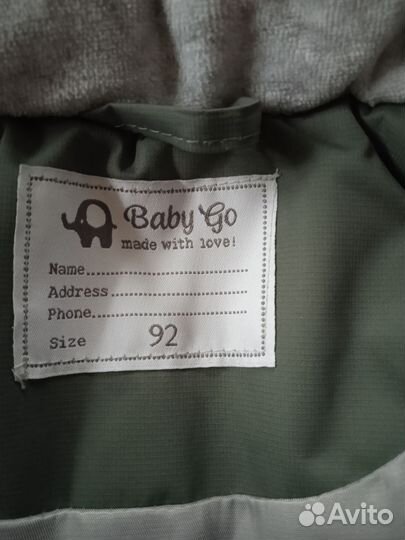 Baby Go
made with love!
Name..............................
Address..........................
Phone.............................
Size 92
Avito